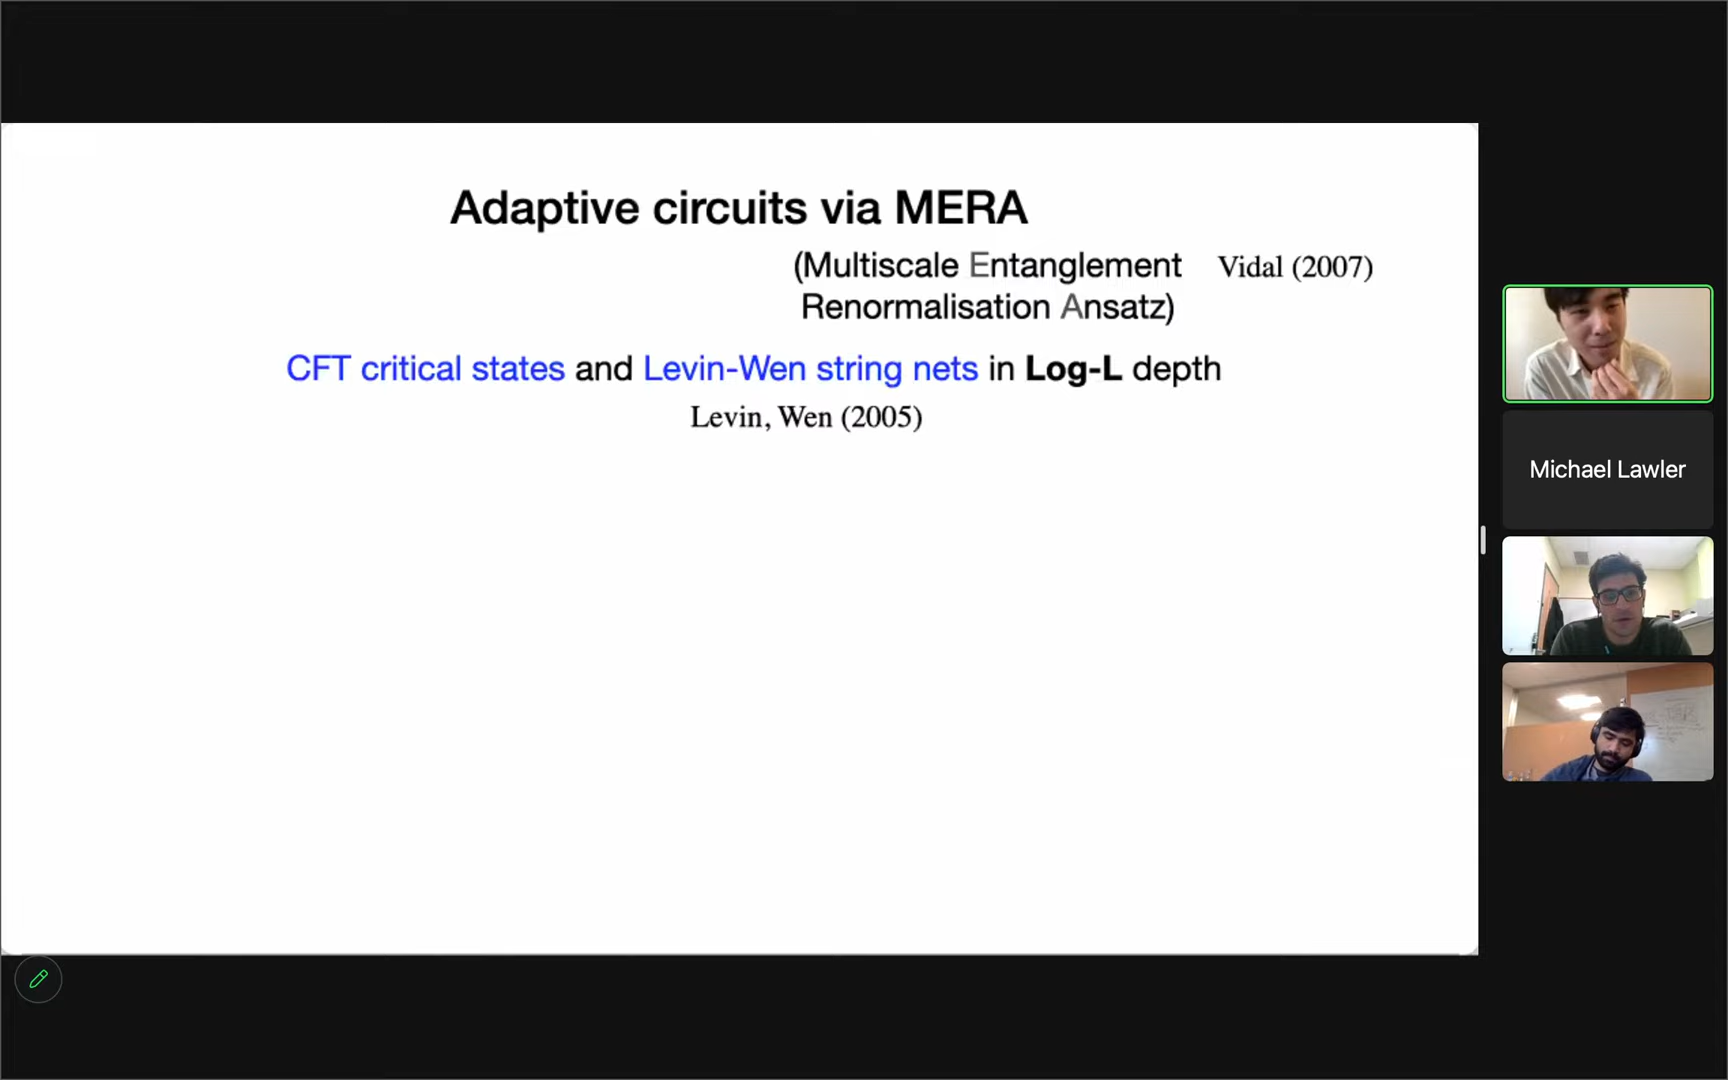 Adaptive circuits via MERA
(Multiscale Entanglement Vidal (2007)
Renormalisation Ansatz)
CFT critical states and Levin-Wen string nets in Log-L depth
Levin, Wen (2005)
Michael Lawler